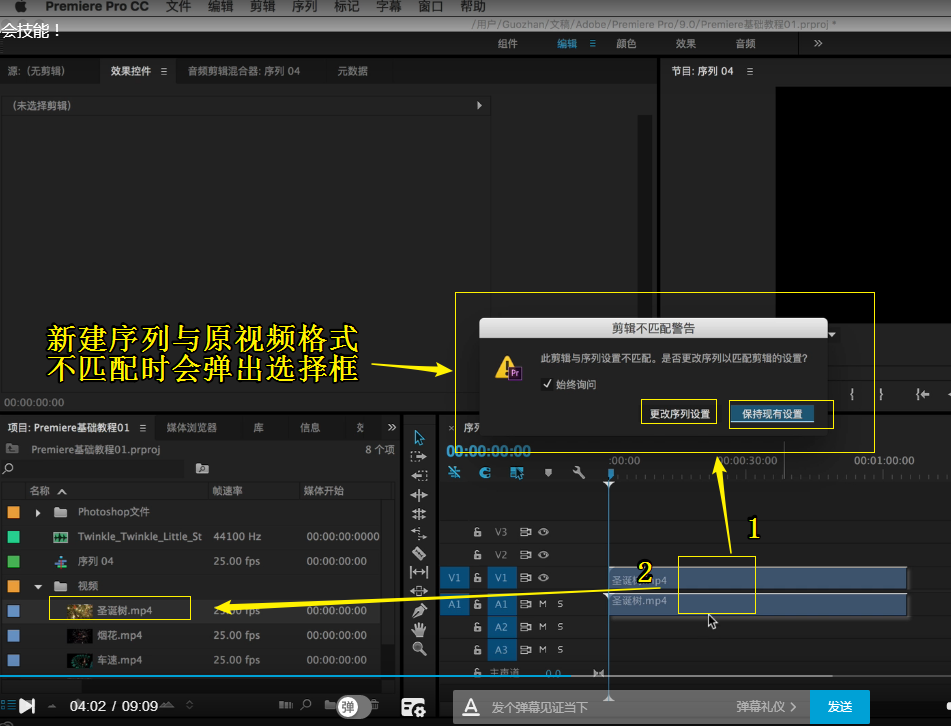 Premiere Pro CC 文件 编辑 剪辑 序列 标记 字幕 窗口 帮助
/用户/Guozhan/文稿/Adobe/Premiere Pro/9.0/Premiere基础教程01.prproj *
会技能！
组件 编辑 颜色 效果 音频
源: (无剪辑) 效果控件 音频剪辑混合器: 序列 04 元数据
节目: 序列 04
(未选择剪辑)
新建序列与原视频格式
不匹配时会弹出选择框
剪辑不匹配警告
此剪辑与序列设置不匹配。是否更改序列以匹配剪辑的设置?
Pr
始终询问
更改序列设置 保持现有设置
00:00:00:00
项目: Premiere基础教程01 媒体浏览器 库 信息
Premiere基础教程01.prproj 8 个项
名称 帧速率 媒体开始
Photoshop文件
Twinkle_Twinkle_Little_St 44100 Hz 00:00:00:0000
序列 04 25.00 fps 00:00:00:00
视频
圣诞树.mp4 25.00 fps 00:00:00:00
烟花.mp4 25.00 fps 00:00:00:00
车速.mp4 25.00 fps 00:00:00:00
× 序列
00:00:00:00
:00:00 00:00:30:00 00:01:00:00
1
2
V3
V2
V1 V1 圣诞树.mp4
A1 A1 M S 圣诞树.mp4
A2 M S
A3 M S
主声道 0.0
04:02 / 09:09 弹
A 发个弹幕见证当下 弹幕礼仪 发送